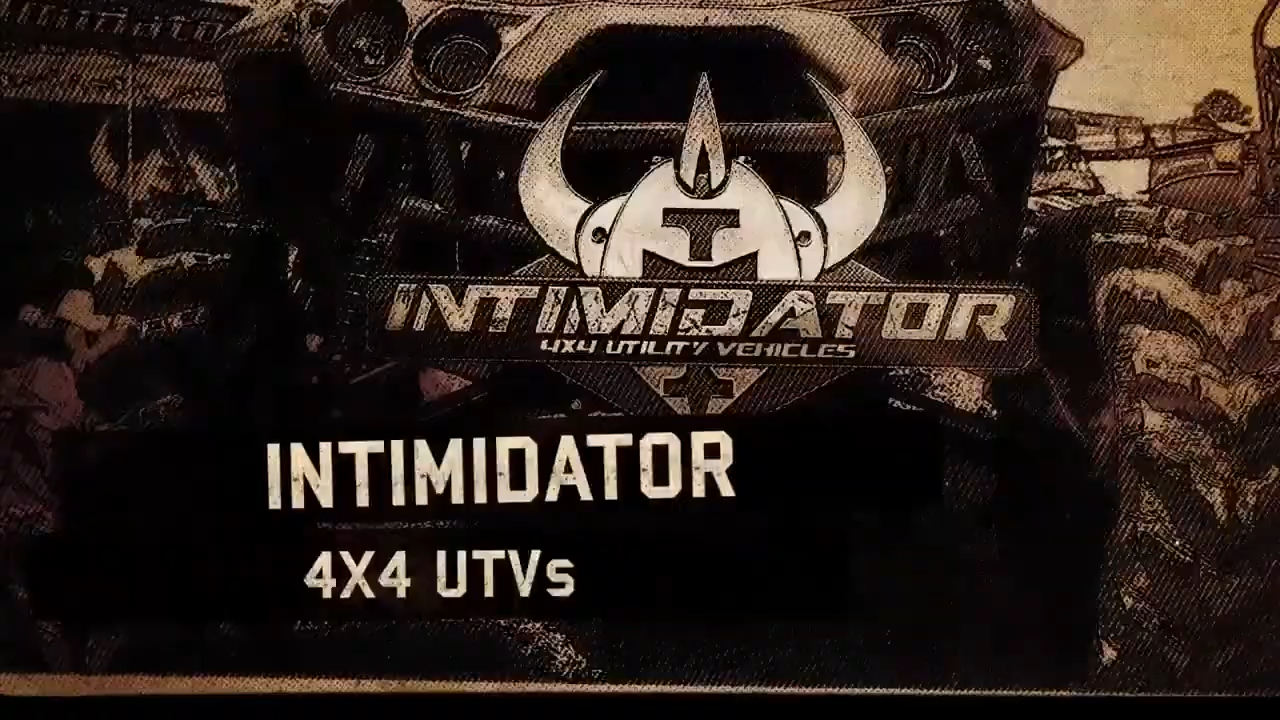 T
INTIMIDATOR
4X4 UTILITY VEHICLES
INTIMIDATOR
4X4 UTVs